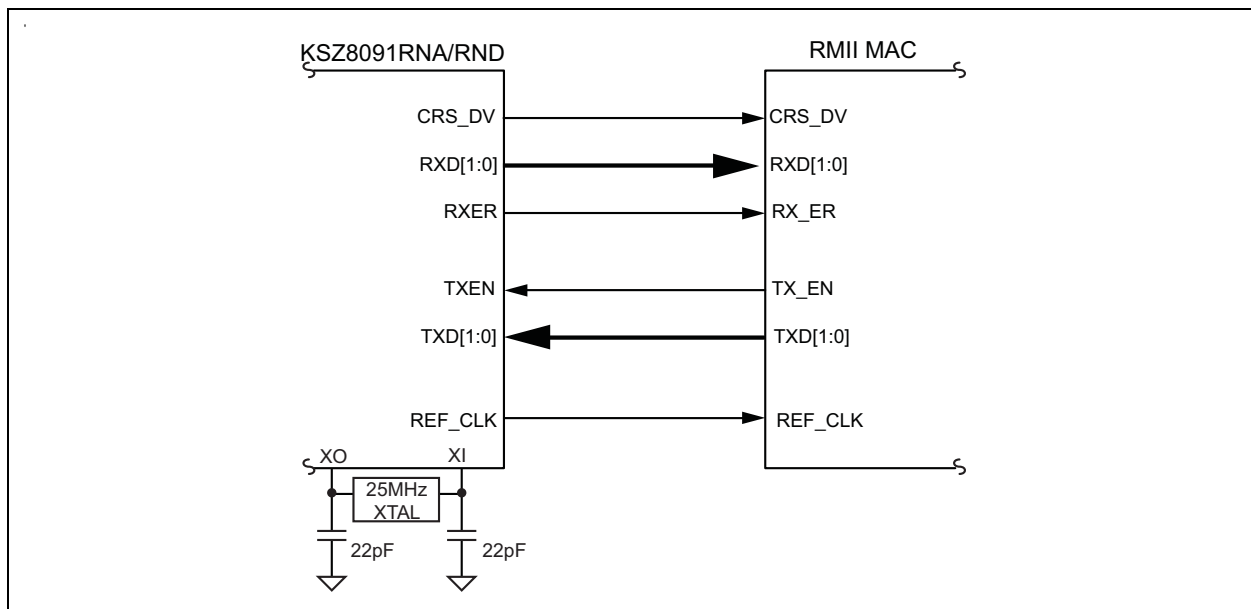 KSZ8091RNA/RND RMII MAC
CRS_DV CRS_DV
RXD[1:0] RXD[1:0]
RXER RX_ER
TXEN TX_EN
TXD[1:0] TXD[1:0]
REF_CLK REF_CLK
XO XI
25MHz
XTAL
22pF 22pF